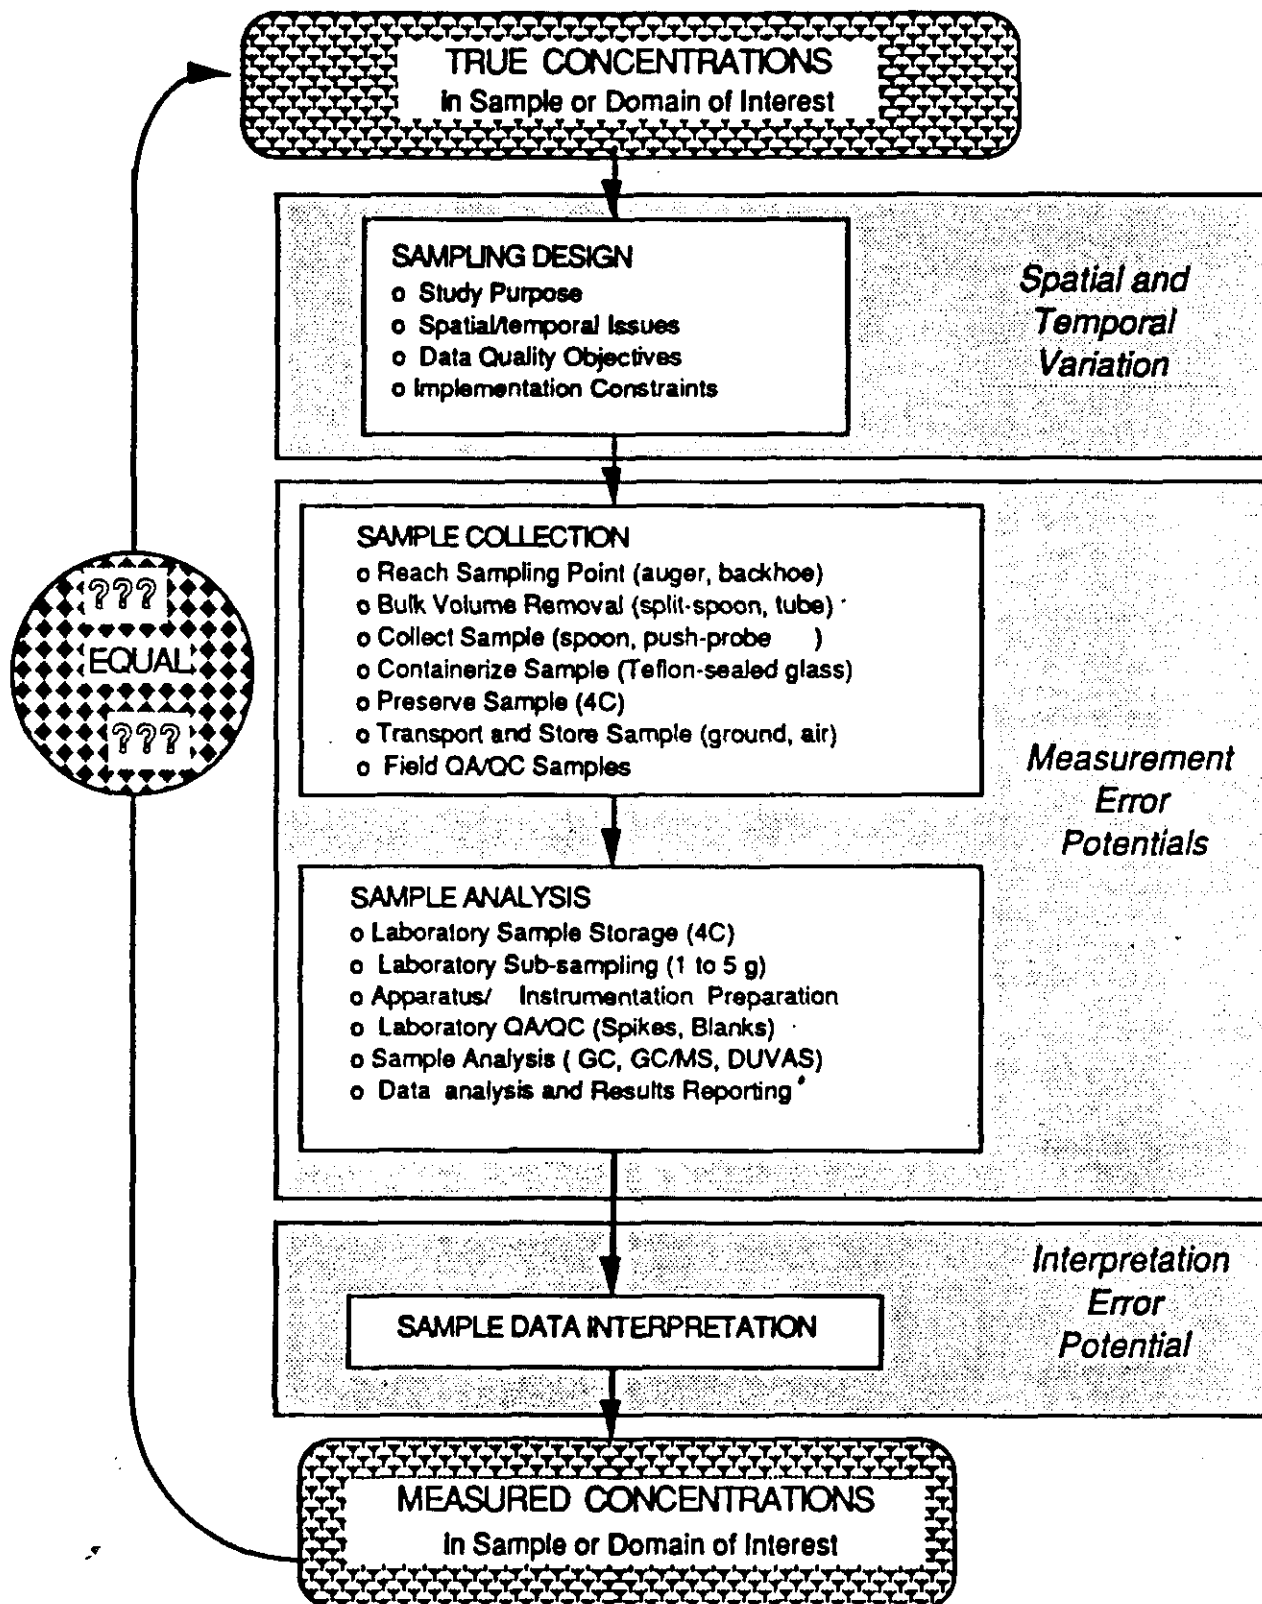 TRUE CONCENTRATIONS
in Sample or Domain of Interest
SAMPLING DESIGN
o Study Purpose
o Spatial/temporal Issues
o Data Quality Objectives
o Implementation Constraints
Spatial and
Temporal
Variation
SAMPLE COLLECTION
o Reach Sampling Point (auger, backhoe)
o Bulk Volume Removal (split-spoon, tube)
o Collect Sample (spoon, push-probe )
o Containerize Sample (Teflon-sealed glass)
o Preserve Sample (4C)
o Transport and Store Sample (ground, air)
o Field QA/QC Samples
???
EQUAL
???
Measurement
Error
Potentials
SAMPLE ANALYSIS
o Laboratory Sample Storage (4C)
o Laboratory Sub-sampling (1 to 5 g)
o Apparatus/ Instrumentation Preparation
o Laboratory QA/QC (Spikes, Blanks)
o Sample Analysis ( GC, GC/MS, DUVAS)
o Data analysis and Results Reporting
Interpretation
Error
Potential
SAMPLE DATA INTERPRETATION
MEASURED CONCENTRATIONS
in Sample or Domain of Interest